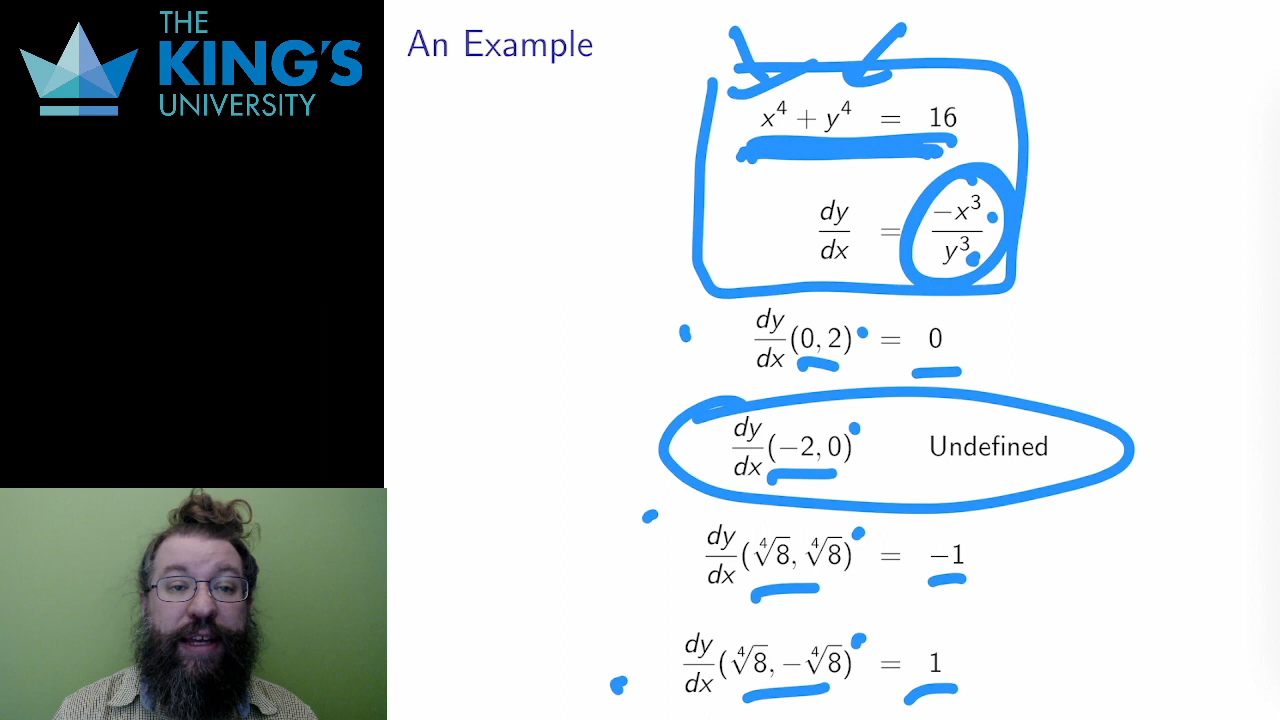 THE
KING'S
UNIVERSITY
An Example
x⁴ + y⁴ = 16
dy/dx = −x³/y³
dy/dx (0, 2) = 0
dy/dx (−2, 0) Undefined
dy/dx (∜8, ∜8) = −1
dy/dx (∜8, −∜8) = 1